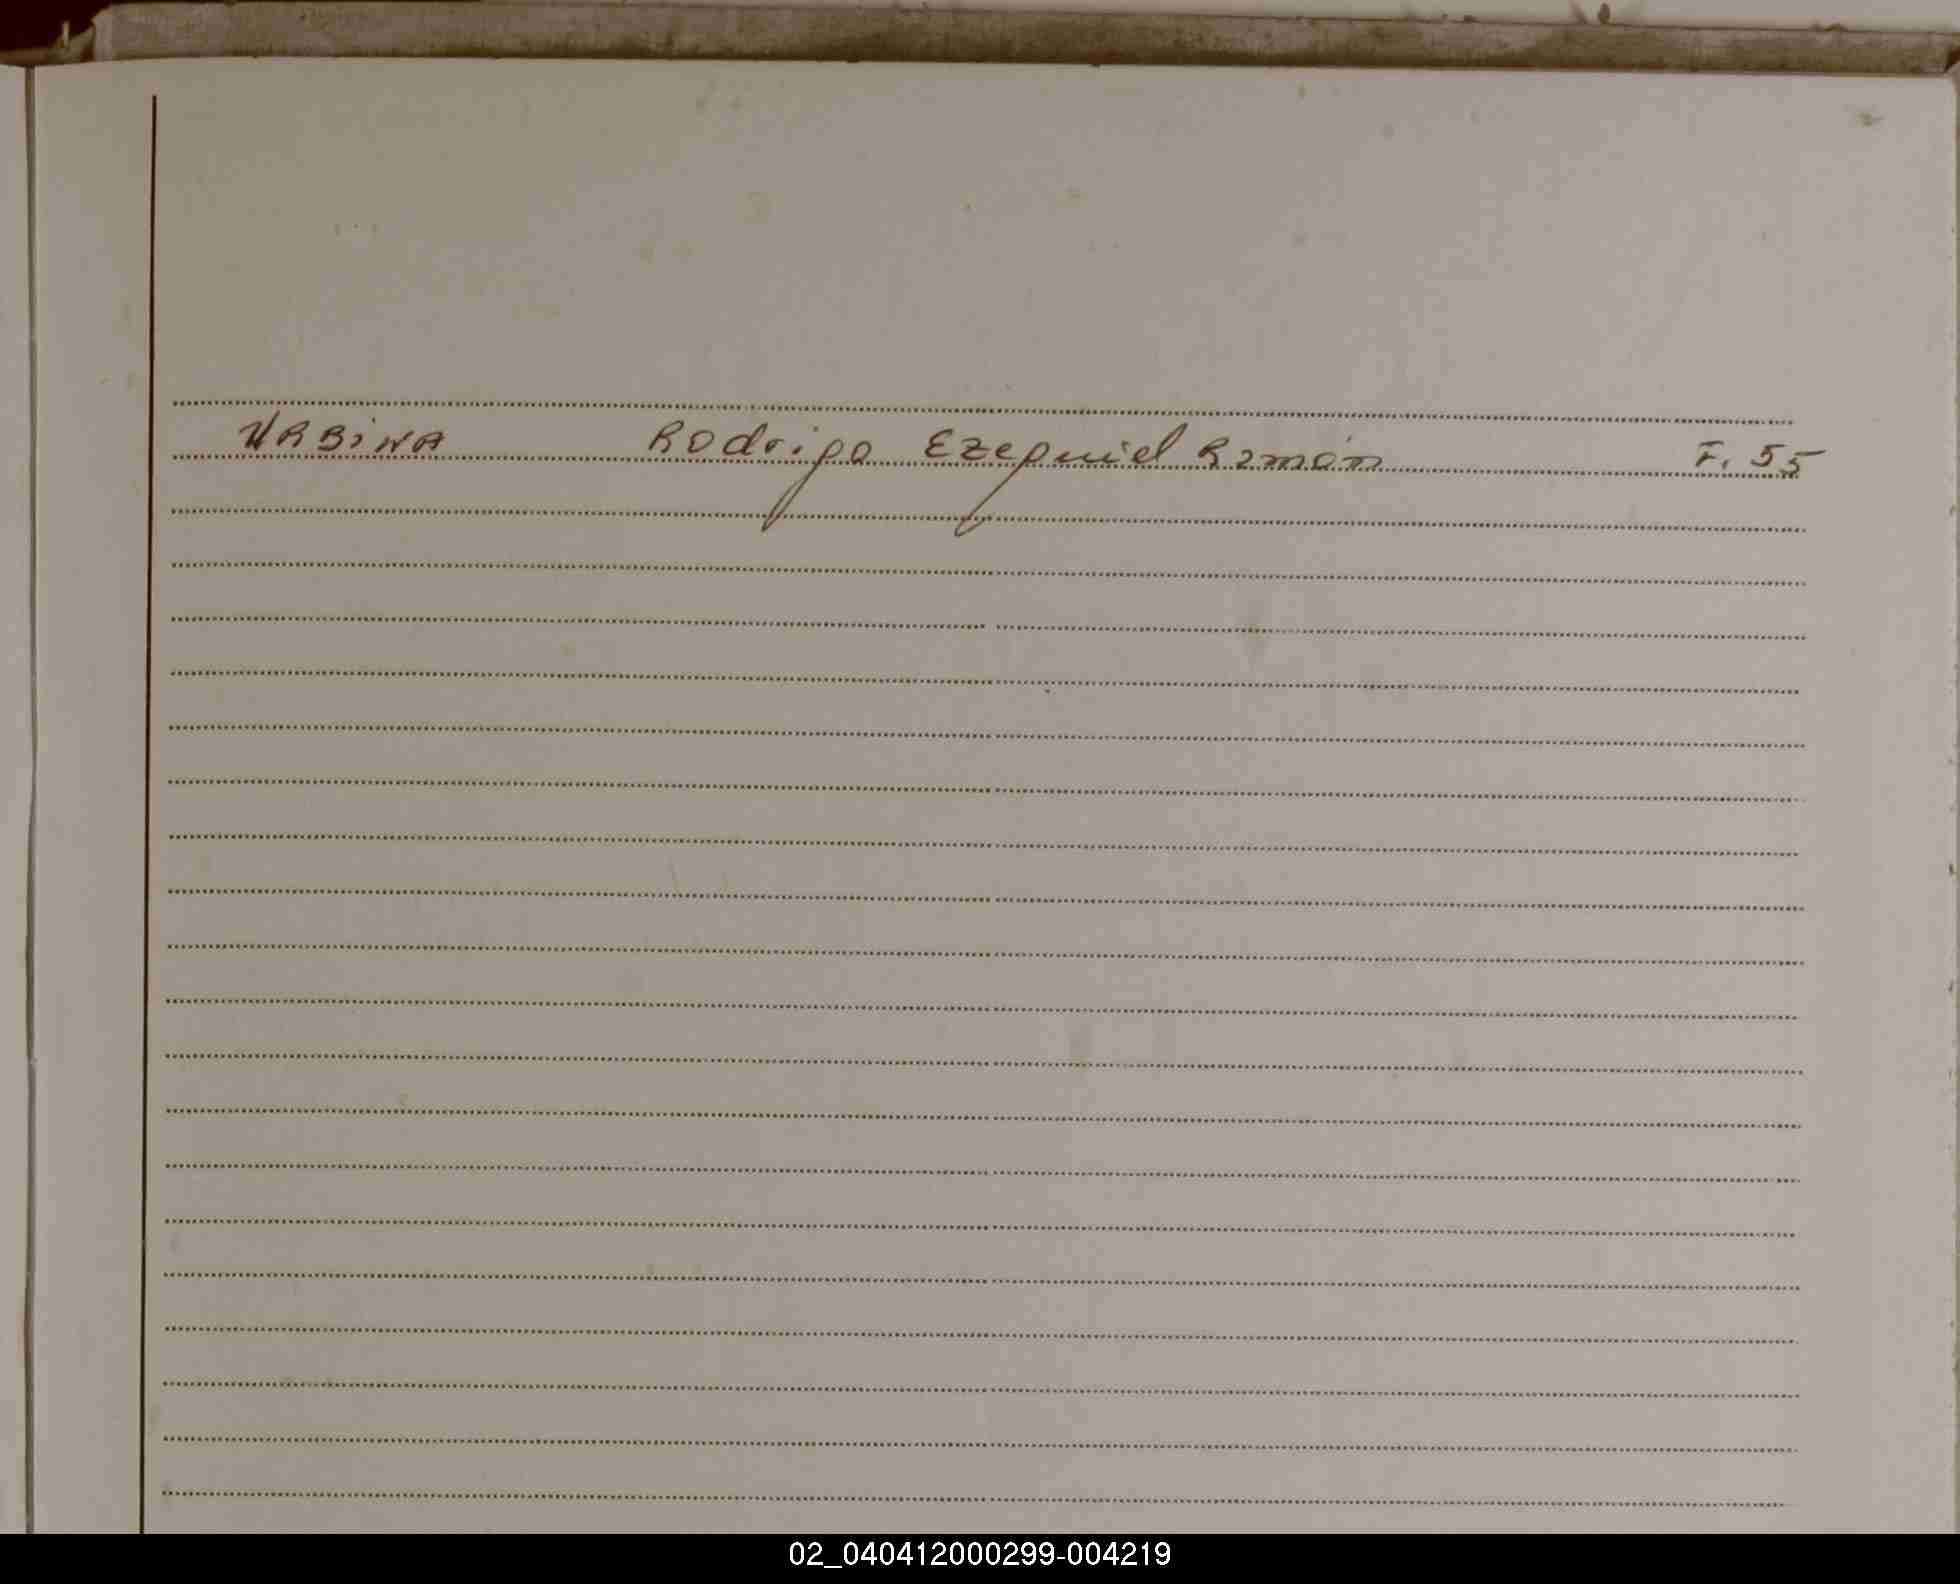 URBINA Rodrigo Ezequiel Ramón F. 55
02_040412000299-004219